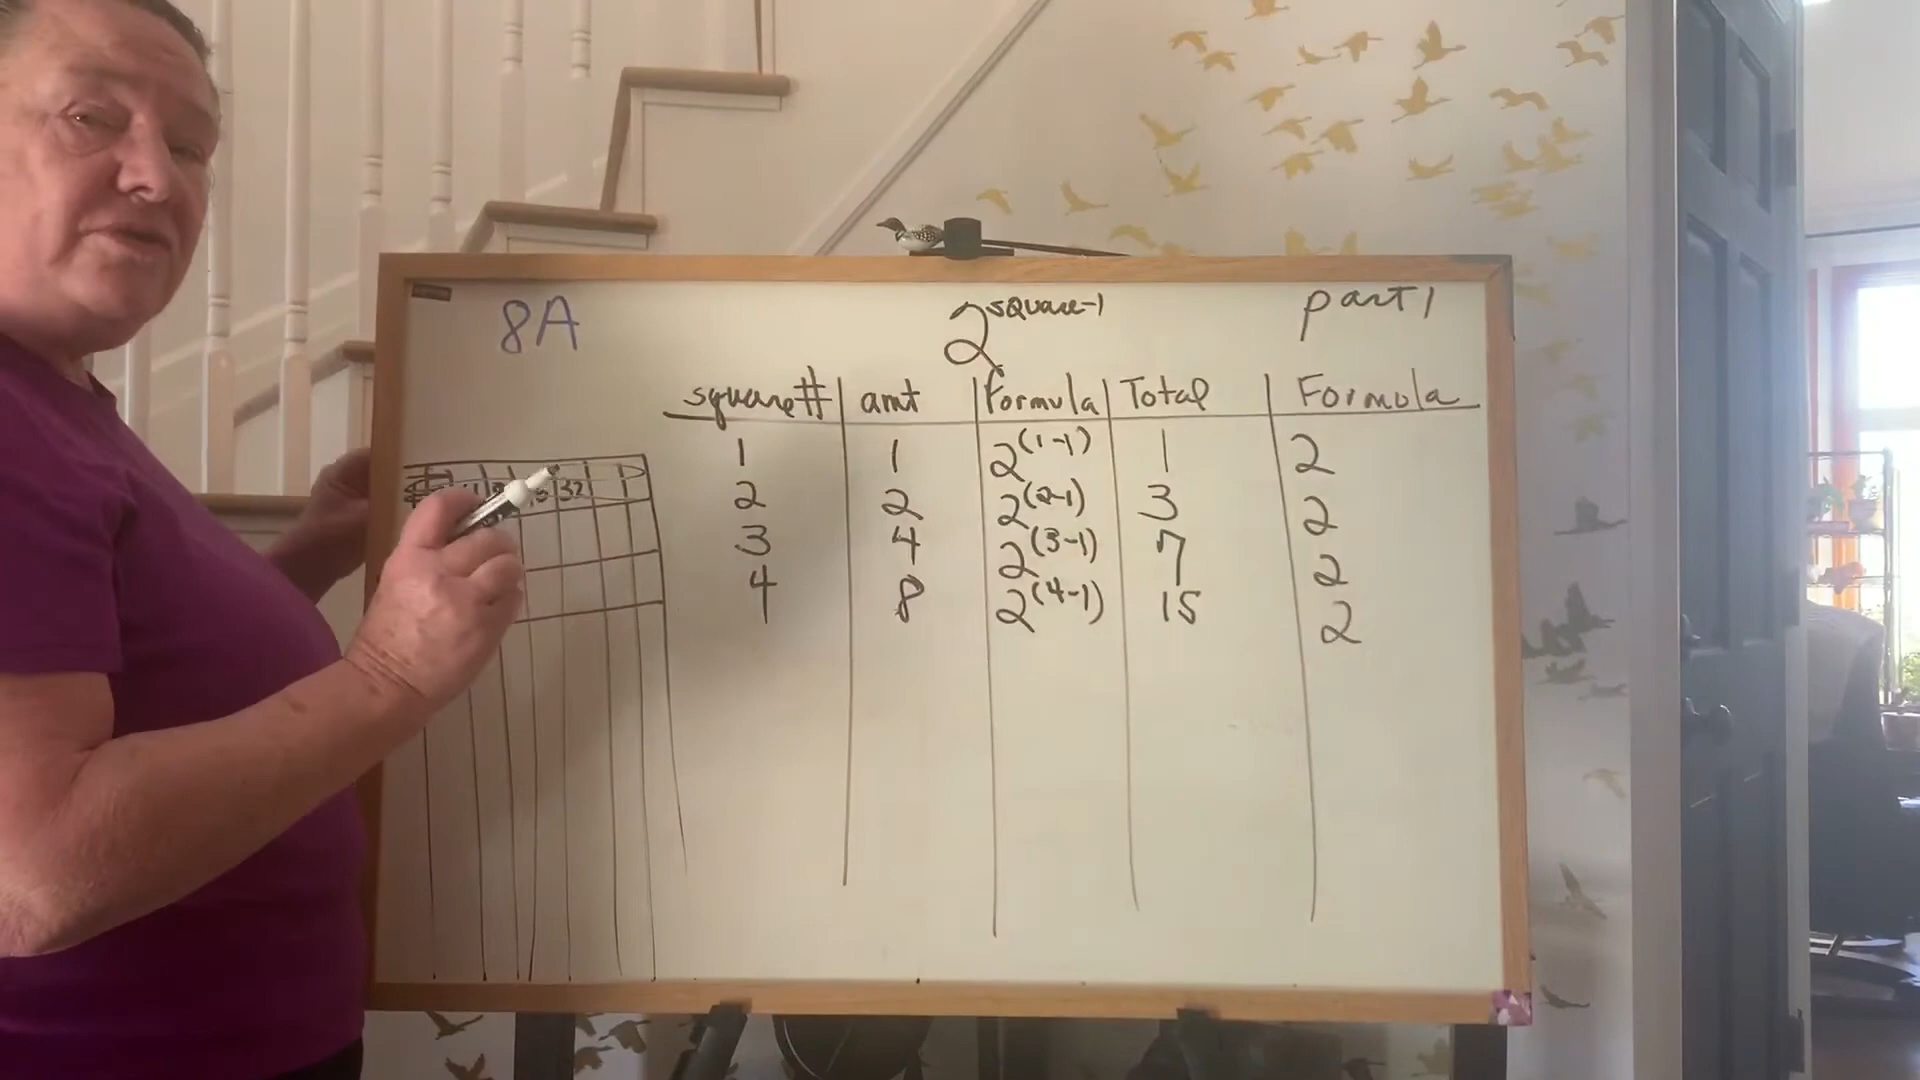 8A
2^square-1
part 1
square# amt Formula Total Formula
1 1 2^(1-1) 1 2
2 2 2^(2-1) 3 2
3 4 2^(3-1) 7 2
4 8 2^(4-1) 15 2
32